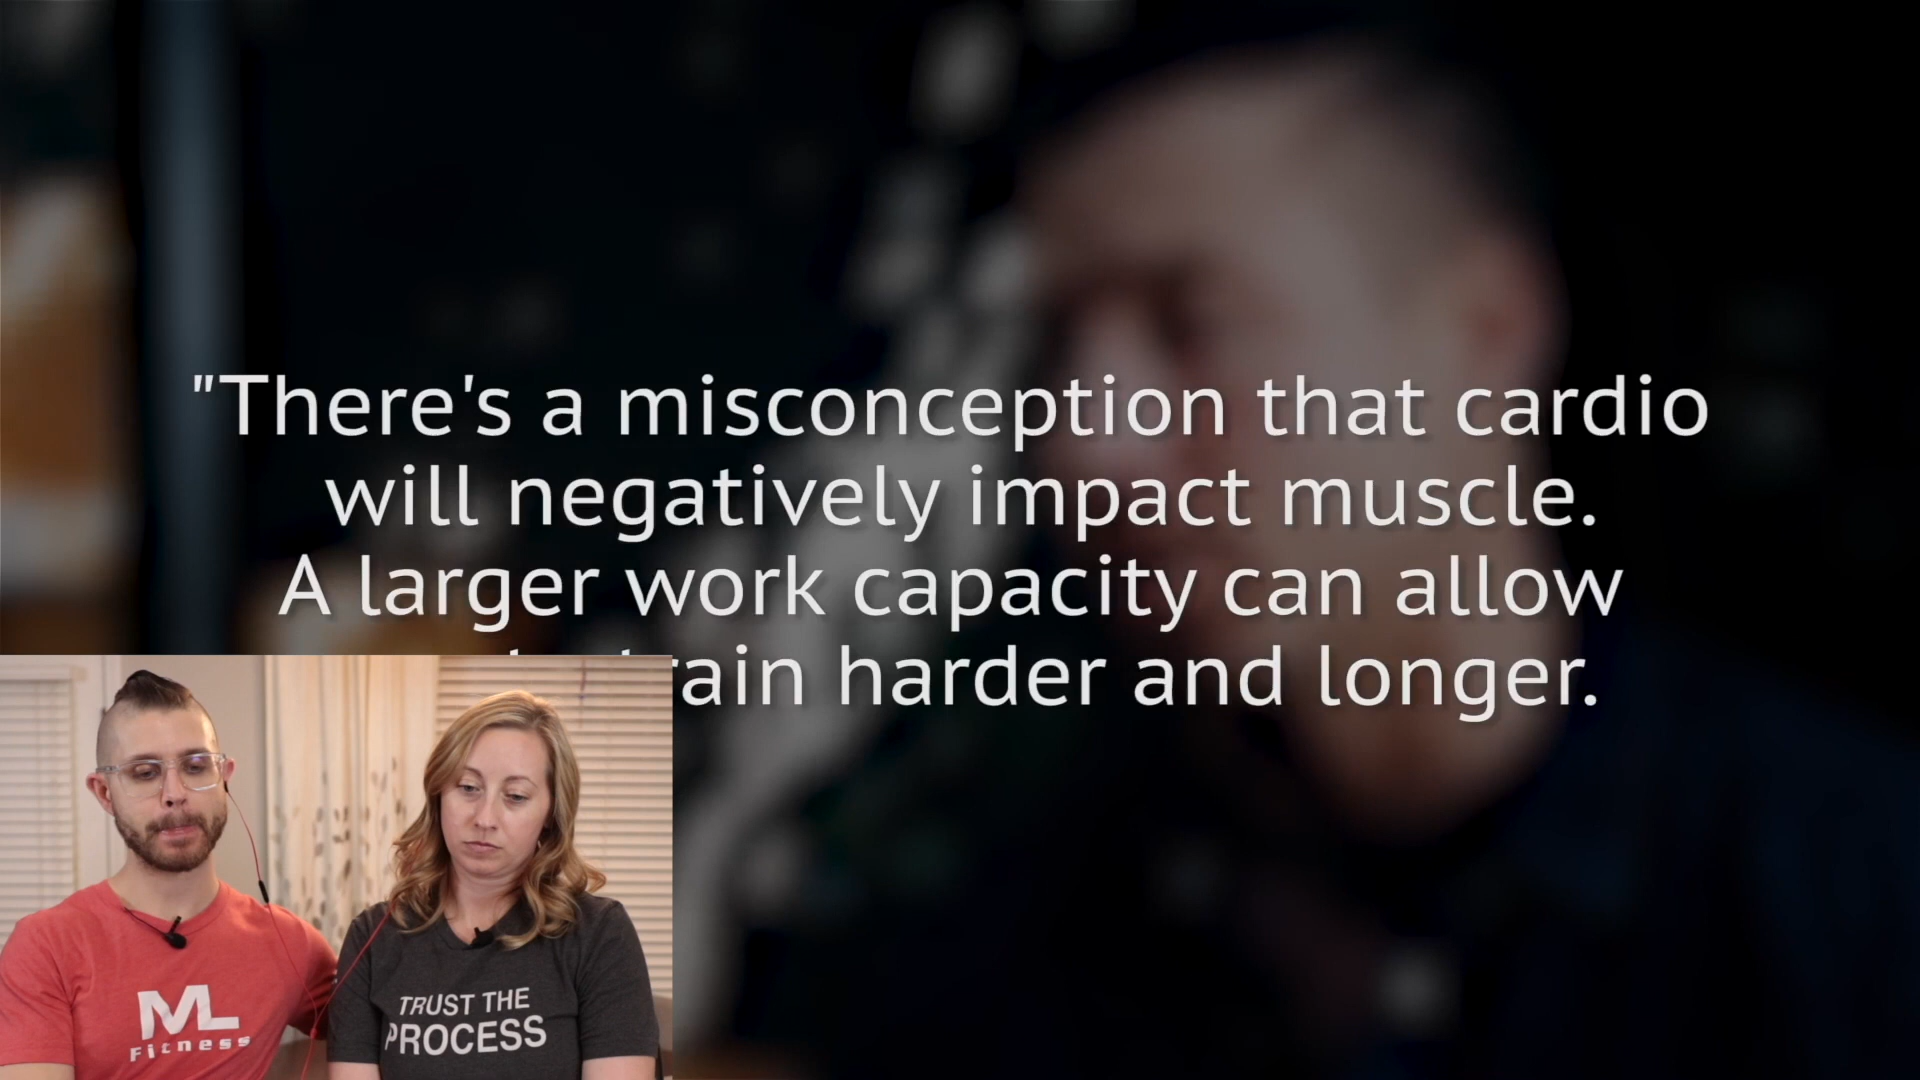 "There's a misconception that cardio
will negatively impact muscle.
A larger work capacity can allow
harder and longer.
ML
Fitness
TRUST THE
PROCESS